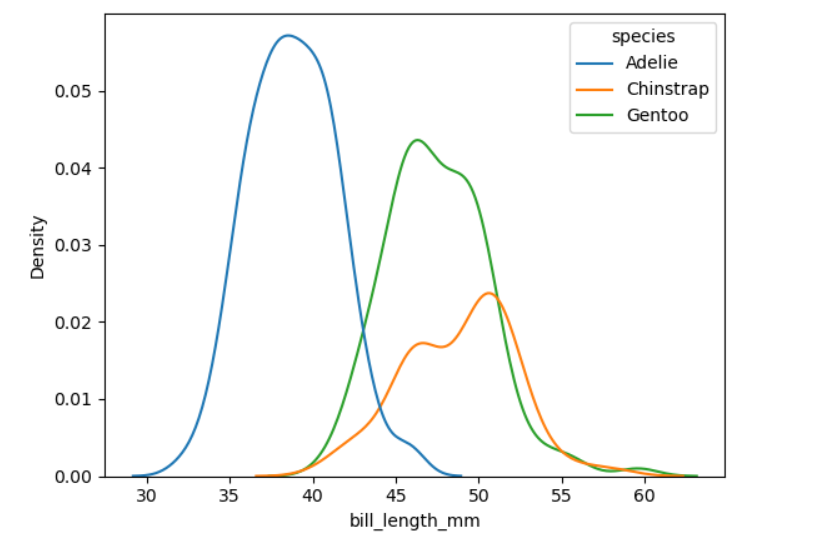 species
Adelie
Chinstrap
Gentoo
Density
0.05
0.04
0.03
0.02
0.01
0.00
30 35 40 45 50 55 60
bill_length_mm